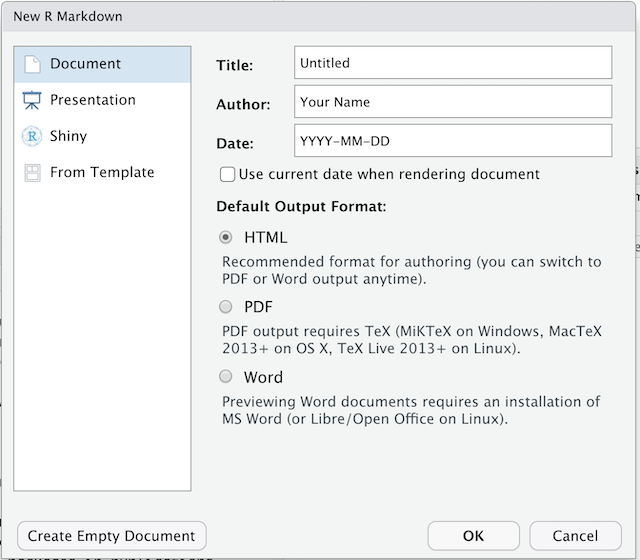 New R Markdown
Document
Presentation
Shiny
From Template
Title:
Untitled
Author:
Your Name
Date:
YYYY-MM-DD
Use current date when rendering document
Default Output Format:
HTML
Recommended format for authoring (you can switch to
PDF or Word output anytime).
PDF
PDF output requires TeX (MiKTeX on Windows, MacTeX
2013+ on OS X, TeX Live 2013+ on Linux).
Word
Previewing Word documents requires an installation of
MS Word (or Libre/Open Office on Linux).
Create Empty Document
OK
Cancel